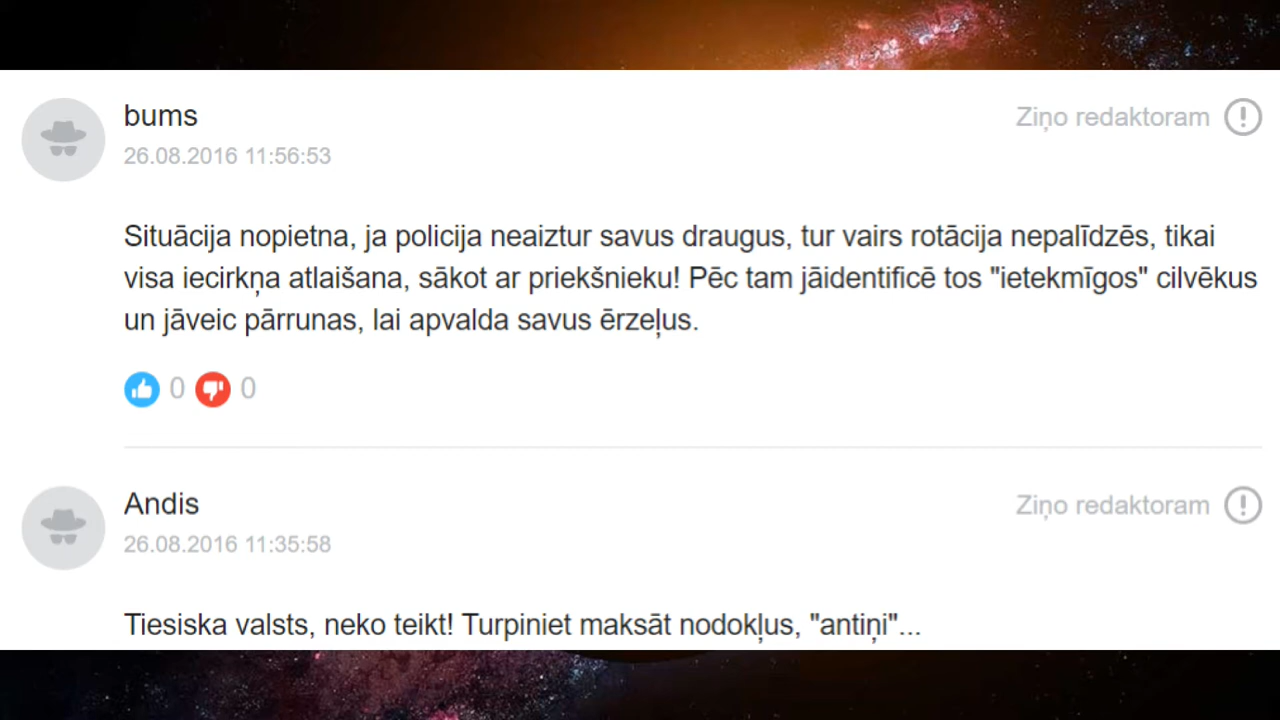 bums
Ziņo redaktoram
26.08.2016 11:56:53
Situācija nopietna, ja policija neaiztur savus draugus, tur vairs rotācija nepalīdzēs, tikai
visa iecirkņa atlaišana, sākot ar priekšnieku! Pēc tam jāidentificē tos "ietekmīgos" cilvēkus
un jāveic pārrunas, lai apvalda savus ērzeļus.
0 0
Andis
Ziņo redaktoram
26.08.2016 11:35:58
Tiesiska valsts, neko teikt! Turpiniet maksāt nodokļus, "antiņi"...